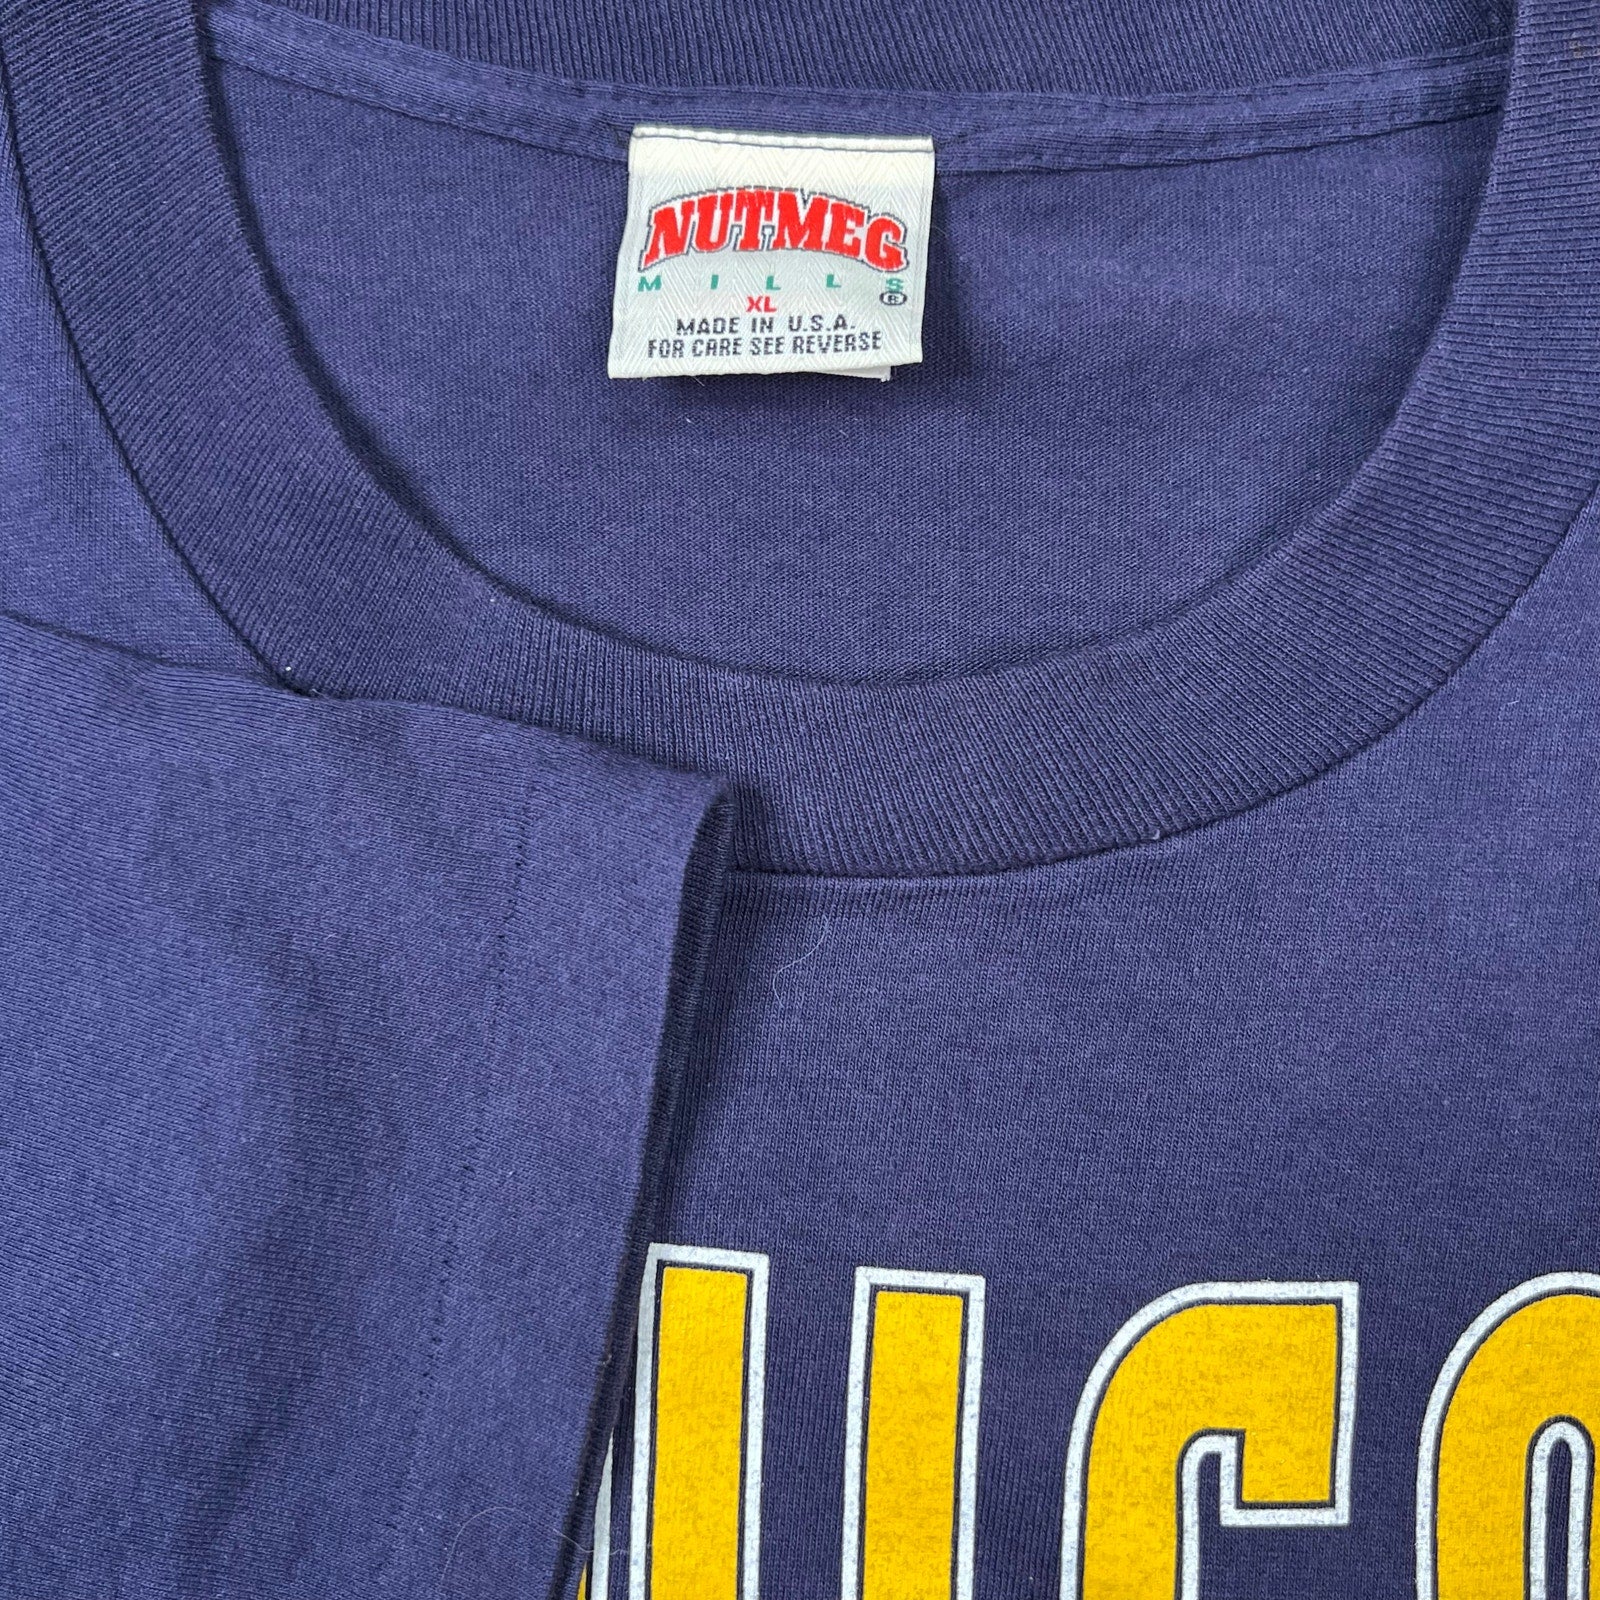 NUTMEG
MILLS®
XL
MADE IN U.S.A.
FOR CARE SEE REVERSE